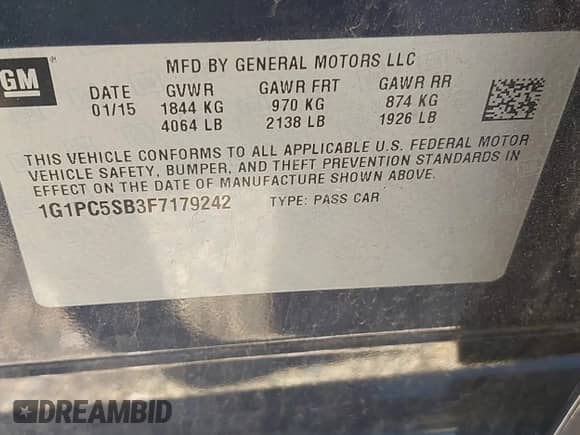 GM
MFD BY GENERAL MOTORS LLC
DATE GVWR GAWR FRT GAWR RR
01/15 1844 KG 970 KG 874 KG
4064 LB 2138 LB 1926 LB
THIS VEHICLE CONFORMS TO ALL APPLICABLE U.S. FEDERAL MOTOR
VEHICLE SAFETY, BUMPER, AND THEFT PREVENTION STANDARDS IN
EFFECT ON THE DATE OF MANUFACTURE SHOWN ABOVE.
1G1PC5SB3F7179242 TYPE: PASS CAR
DREAMBID